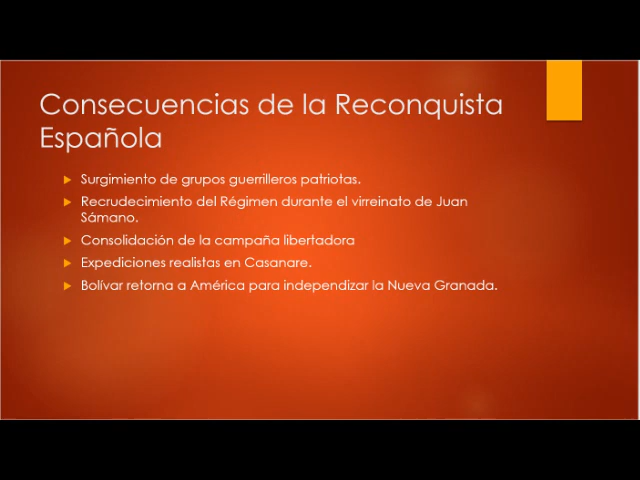 Consecuencias de la Reconquista
Española
Surgimiento de grupos guerrilleros patriotas.
Recrudecimiento del Régimen durante el virreinato de Juan
Sámano.
Consolidación de la campaña libertadora
Expediciones realistas en Casanare.
Bolívar retorna a América para independizar la Nueva Granada.